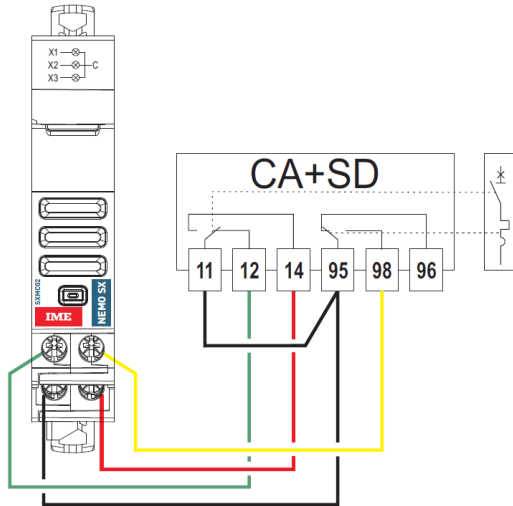 X1
X2
C
X3
SXMC02
IME
NEMO SX
CA+SD
11 12 14 95 98 96